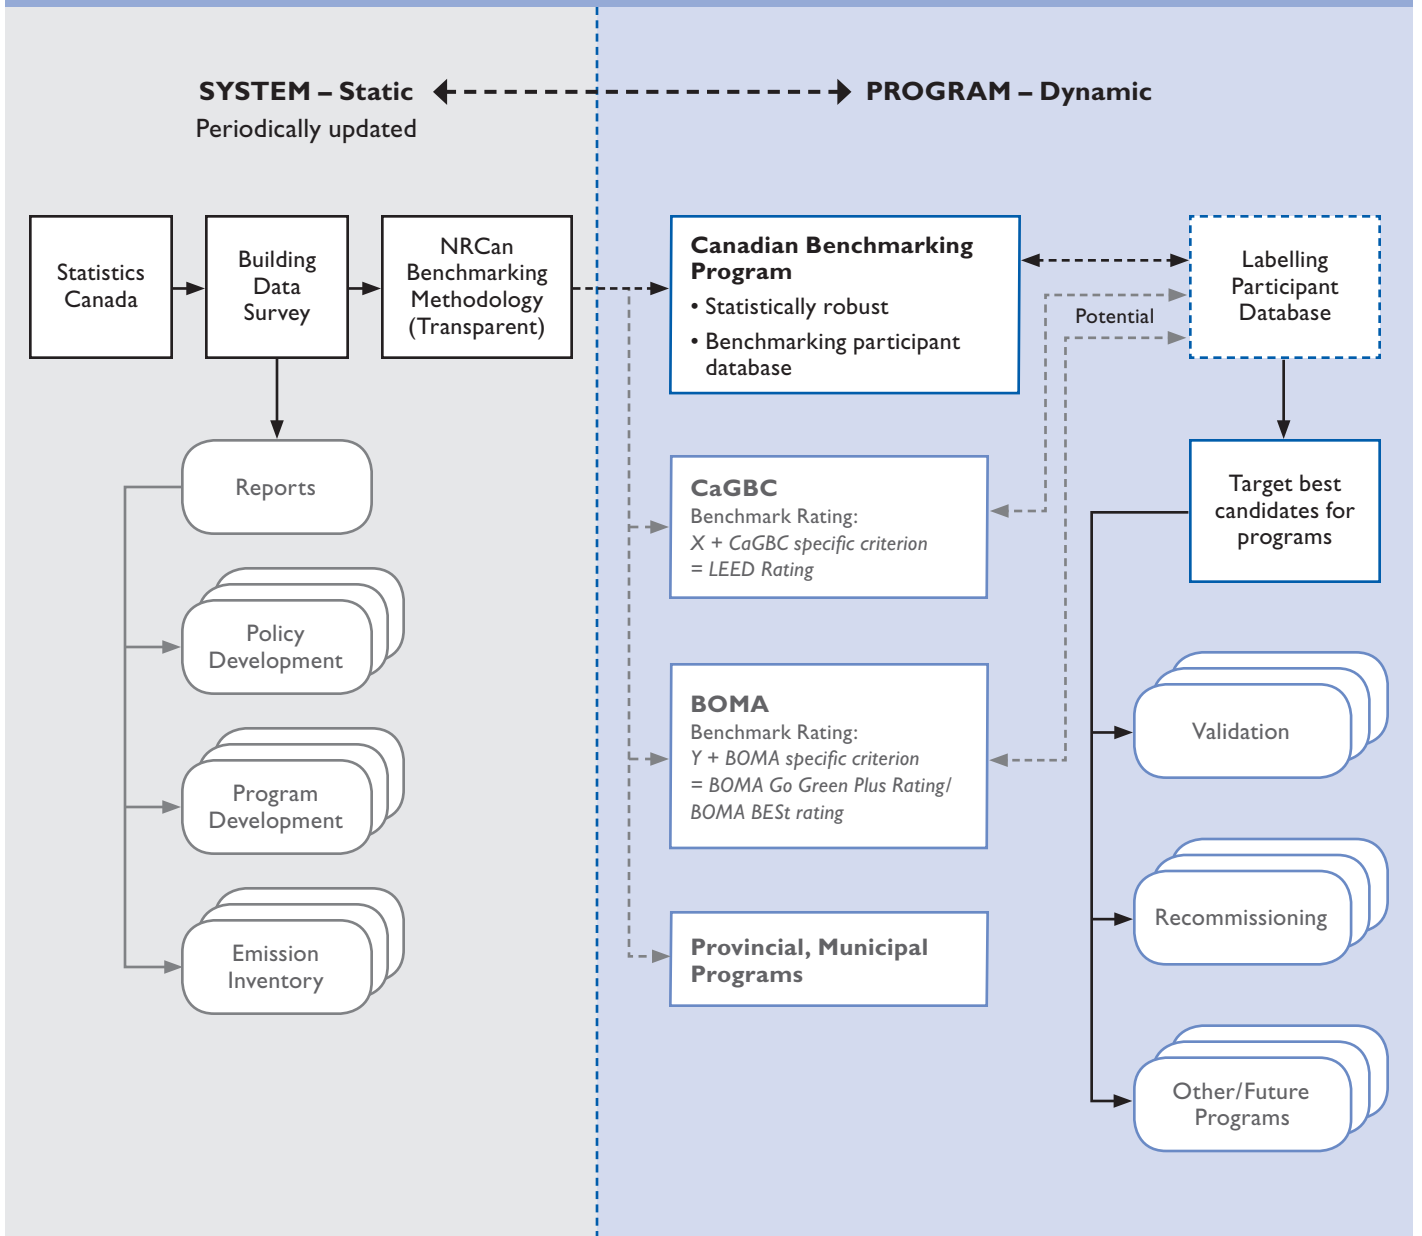 SYSTEM – Static
Periodically updated
PROGRAM – Dynamic
Statistics
Canada
Building
Data
Survey
NRCan
Benchmarking
Methodology
(Transparent)
Canadian Benchmarking
Program
• Statistically robust
• Benchmarking participant
database
Potential
Labelling
Participant
Database
Reports
Policy
Development
Program
Development
Emission
Inventory
CaGBC
Benchmark Rating:
X + CaGBC specific criterion
= LEED Rating
BOMA
Benchmark Rating:
Y + BOMA specific criterion
= BOMA Go Green Plus Rating/
BOMA BESt rating
Provincial, Municipal
Programs
Target best
candidates for
programs
Validation
Recommissioning
Other/Future
Programs